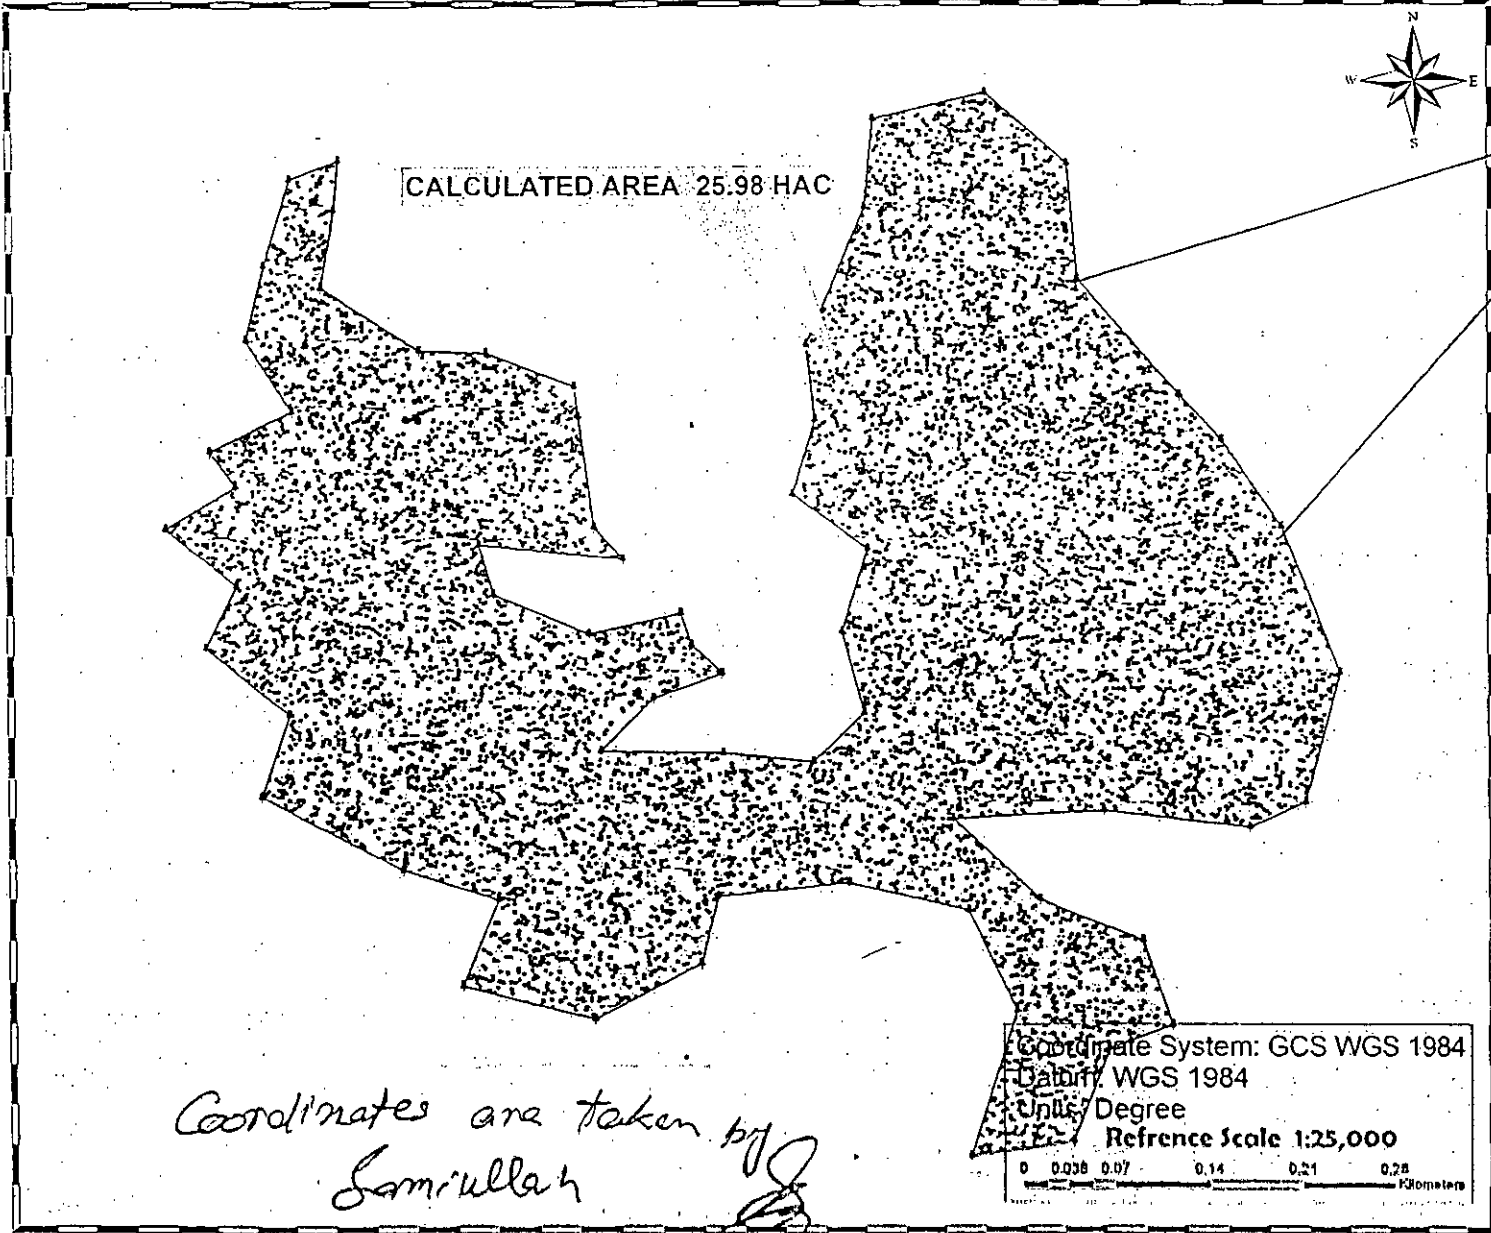 N
W E
S
CALCULATED AREA 25.98 HAC
Coordinate System: GCS WGS 1984
Datum: WGS 1984
Units: Degree
Refrence Scale 1:25,000
0 0.035 0.07 0.14 0.21 0.28
Kilometers
Coordinates are taken by
Samiullah